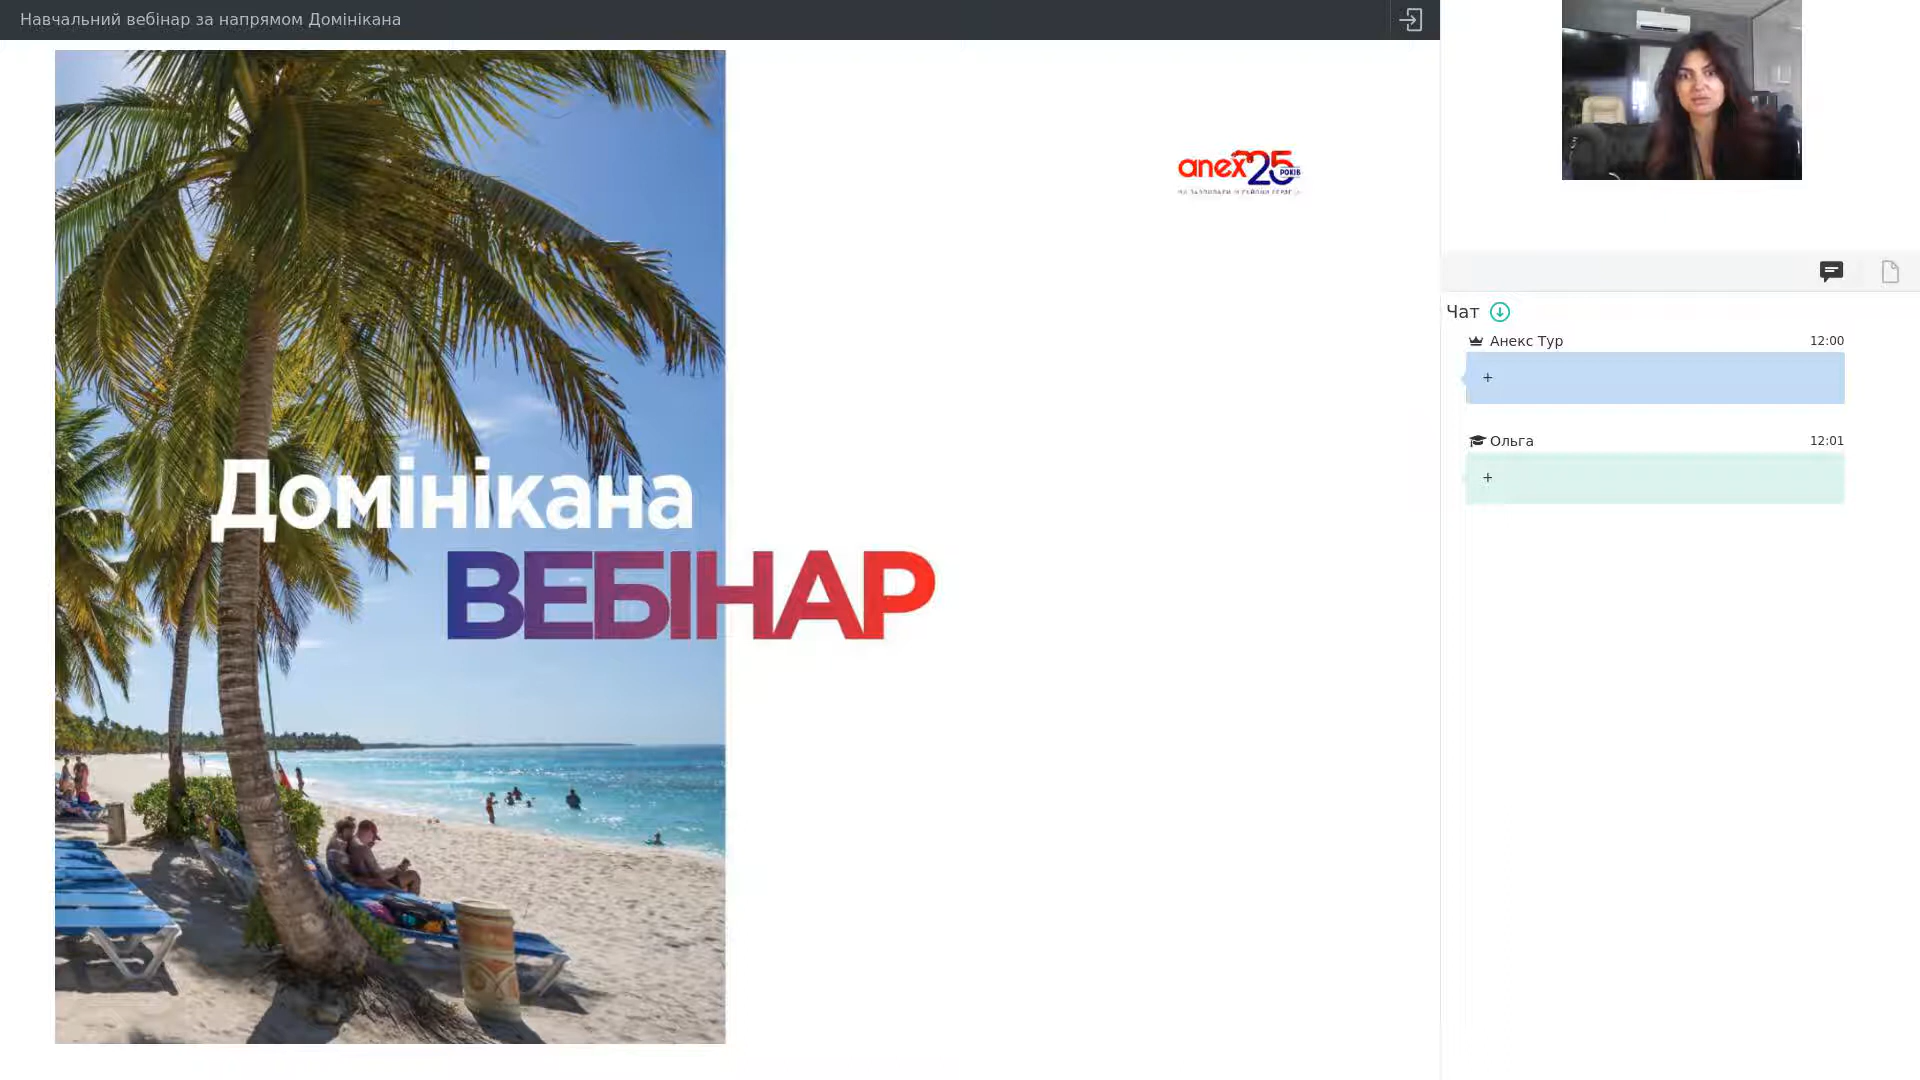 Навчальний вебінар за напрямом Домінікана
anex 25 РОКІВ
Домінікана
ВЕБІНАР
Чат
Анекс Тур 12:00
+
Ольга 12:01
+